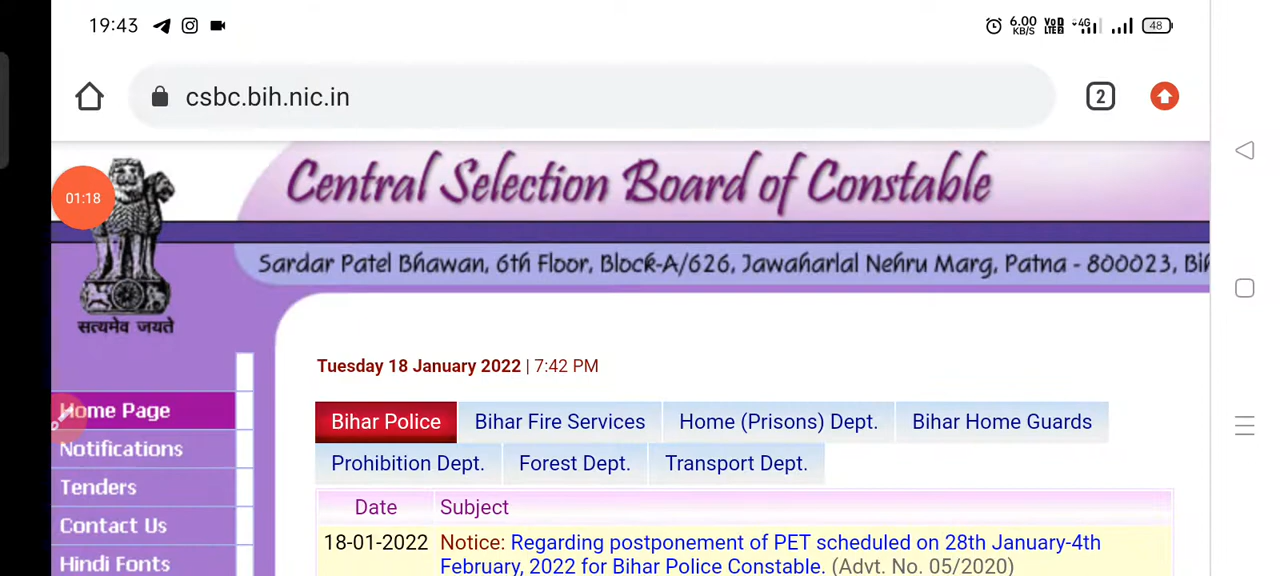 19:43 6.00 KB/S VoD LTE2 4G 48
csbc.bih.nic.in 2
Central Selection Board of Constable
01:18
Sardar Patel Bhawan, 6th Floor, Block-A/626, Jawaharlal Nehru Marg, Patna - 800023, Bi
सत्यमेव जयते
Tuesday 18 January 2022 | 7:42 PM
Home Page
Notifications
Tenders
Contact Us
Hindi Fonts
Bihar Police Bihar Fire Services Home (Prisons) Dept. Bihar Home Guards
Prohibition Dept. Forest Dept. Transport Dept.
Date Subject
18-01-2022 Notice: Regarding postponement of PET scheduled on 28th January-4th
February, 2022 for Bihar Police Constable. (Advt. No. 05/2020)